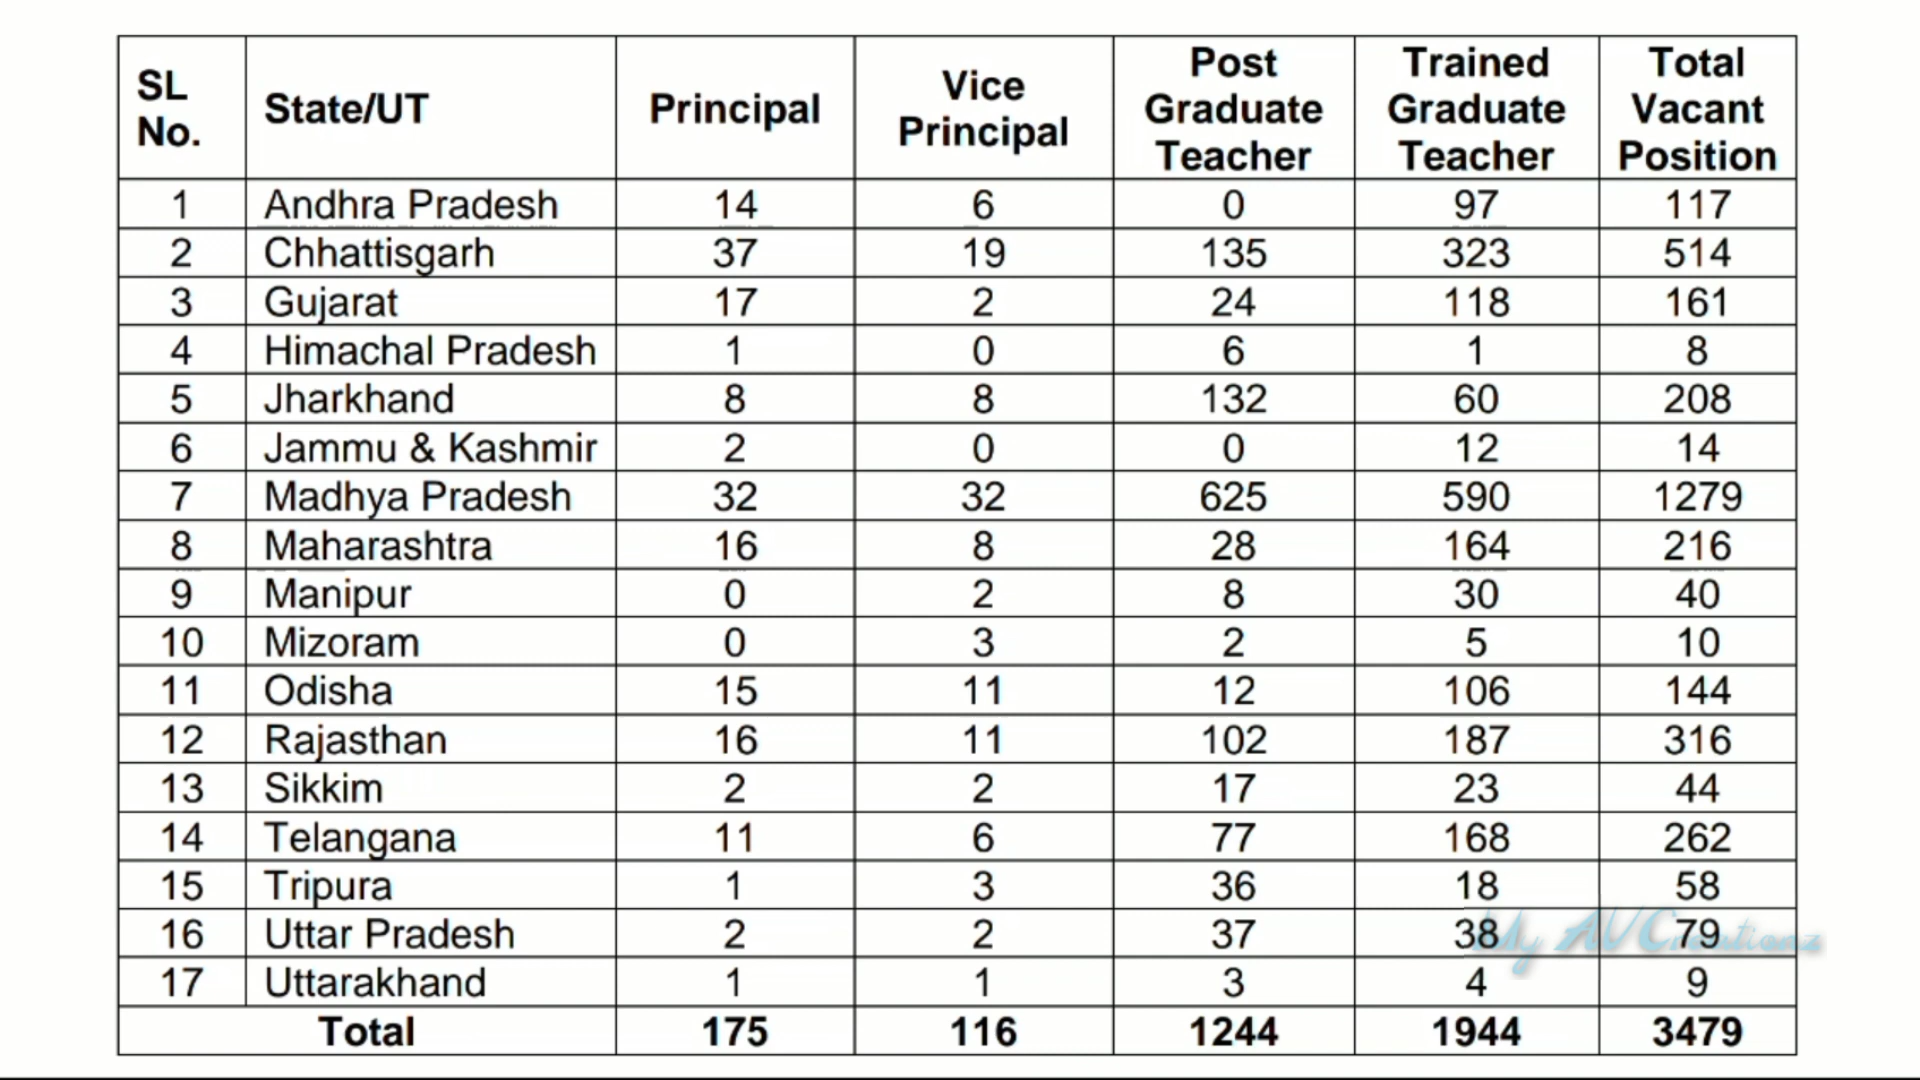 SL No. State/UT Principal Vice Principal Post Graduate Teacher Trained Graduate Teacher Total Vacant Position
1 Andhra Pradesh 14 6 0 97 117
2 Chhattisgarh 37 19 135 323 514
3 Gujarat 17 2 24 118 161
4 Himachal Pradesh 1 0 6 1 8
5 Jharkhand 8 8 132 60 208
6 Jammu & Kashmir 2 0 0 12 14
7 Madhya Pradesh 32 32 625 590 1279
8 Maharashtra 16 8 28 164 216
9 Manipur 0 2 8 30 40
10 Mizoram 0 3 2 5 10
11 Odisha 15 11 12 106 144
12 Rajasthan 16 11 102 187 316
13 Sikkim 2 2 17 23 44
14 Telangana 11 6 77 168 262
15 Tripura 1 3 36 18 58
16 Uttar Pradesh 2 2 37 38 79
My AVCreationz
17 Uttarakhand 1 1 3 4 9
Total 175 116 1244 1944 3479